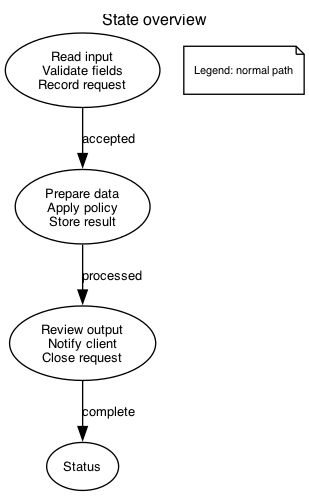 State overview
Read input
Validate fields
Record request
Legend: normal path
accepted
Prepare data
Apply policy
Store result
processed
Review output
Notify client
Close request
complete
Status